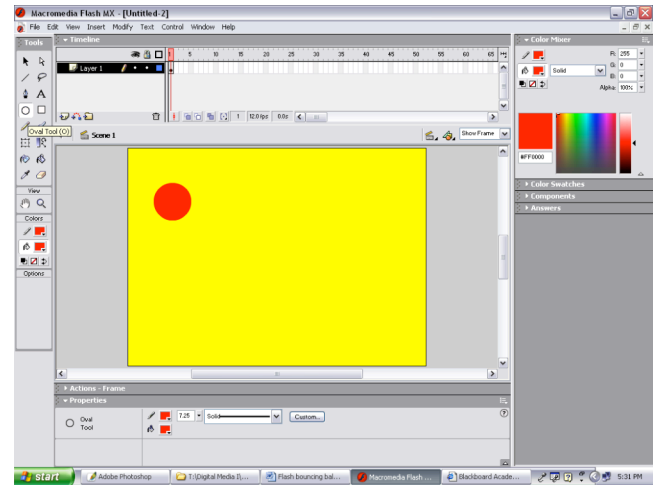 Macromedia Flash MX - [Untitled-2]
File Edit View Insert Modify Text Control Window Help
Tools
Timeline
1 5 10 15 20 25 30 35 40 45 50 55 60 65
Layer 1
1 12.0 fps 0.0s
Oval Tool (O)
Scene 1
Show Frame
View
Colors
Options
Color Mixer
R: 255
Solid
G: 0
B: 0
Alpha: 100%
#FF0000
Color Swatches
Components
Answers
Actions - Frame
Properties
Oval
Tool
7.25
Solid
Custom...
start
Adobe Photoshop
T:\Digital Media I\...
Flash bouncing bal...
Macromedia Flash ...
Blackboard Acade...
5:31 PM